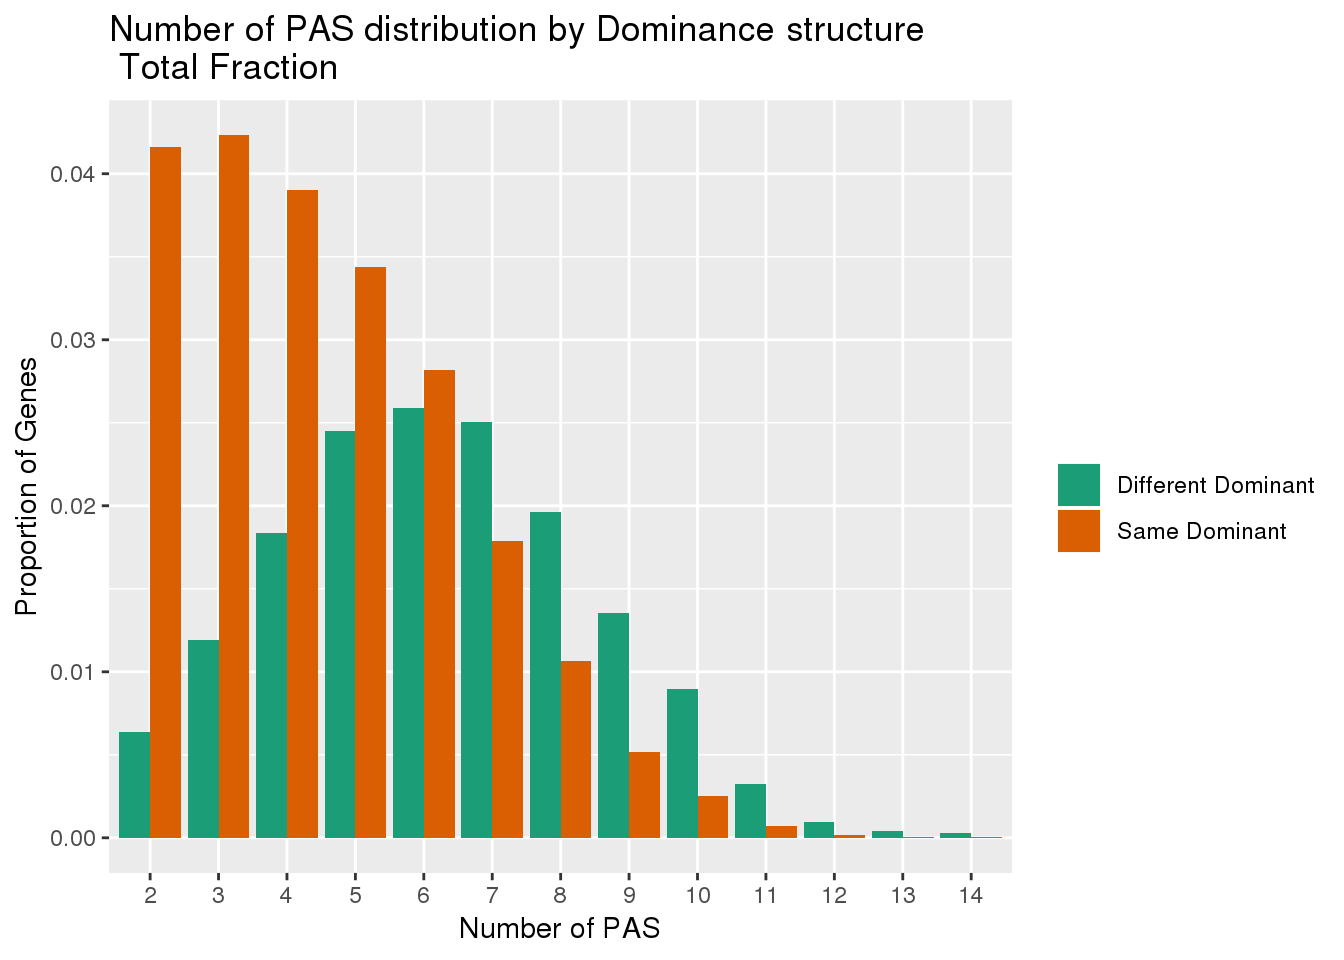 Number of PAS distribution by Dominance structure
Total Fraction
0.04
0.03
0.02
0.01
0.00
Proportion of Genes
2 3 4 5 6 7 8 9 10 11 12 13 14
Number of PAS
Different Dominant
Same Dominant